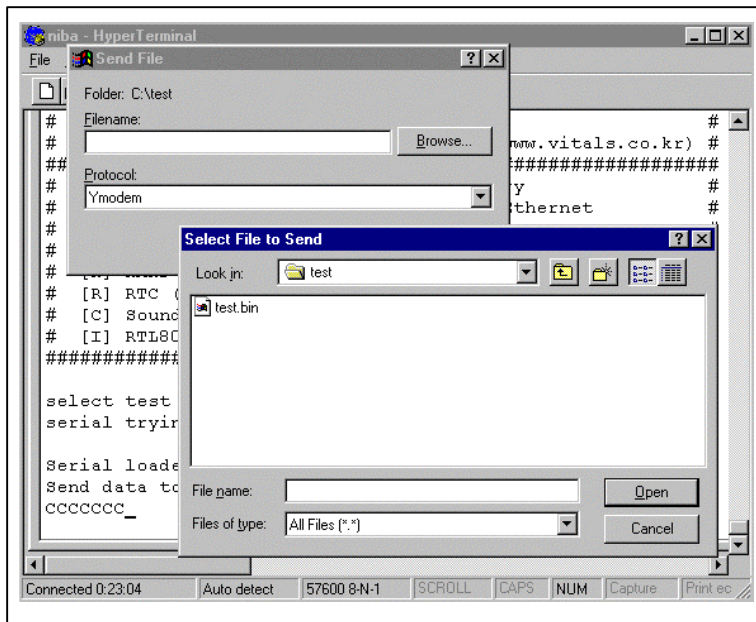 niba - HyperTerminal
File
Send File
Folder: C:\test
Filename:
Browse...
Protocol:
Ymodem
# #
# www.vitals.co.kr) #
## ###################
# y #
# Ethernet #
#
#
#
# [R] RTC (
# [C] Sound
# [I] RTL80
############
select test
serial tryin
Serial loade
Send data to
CCCCCCC_
Select File to Send
Look in:
test
test.bin
File name:
Open
Files of type:
All Files (*.*)
Cancel
Connected 0:23:04
Auto detect
57600 8-N-1
SCROLL
CAPS
NUM
Capture
Print ec